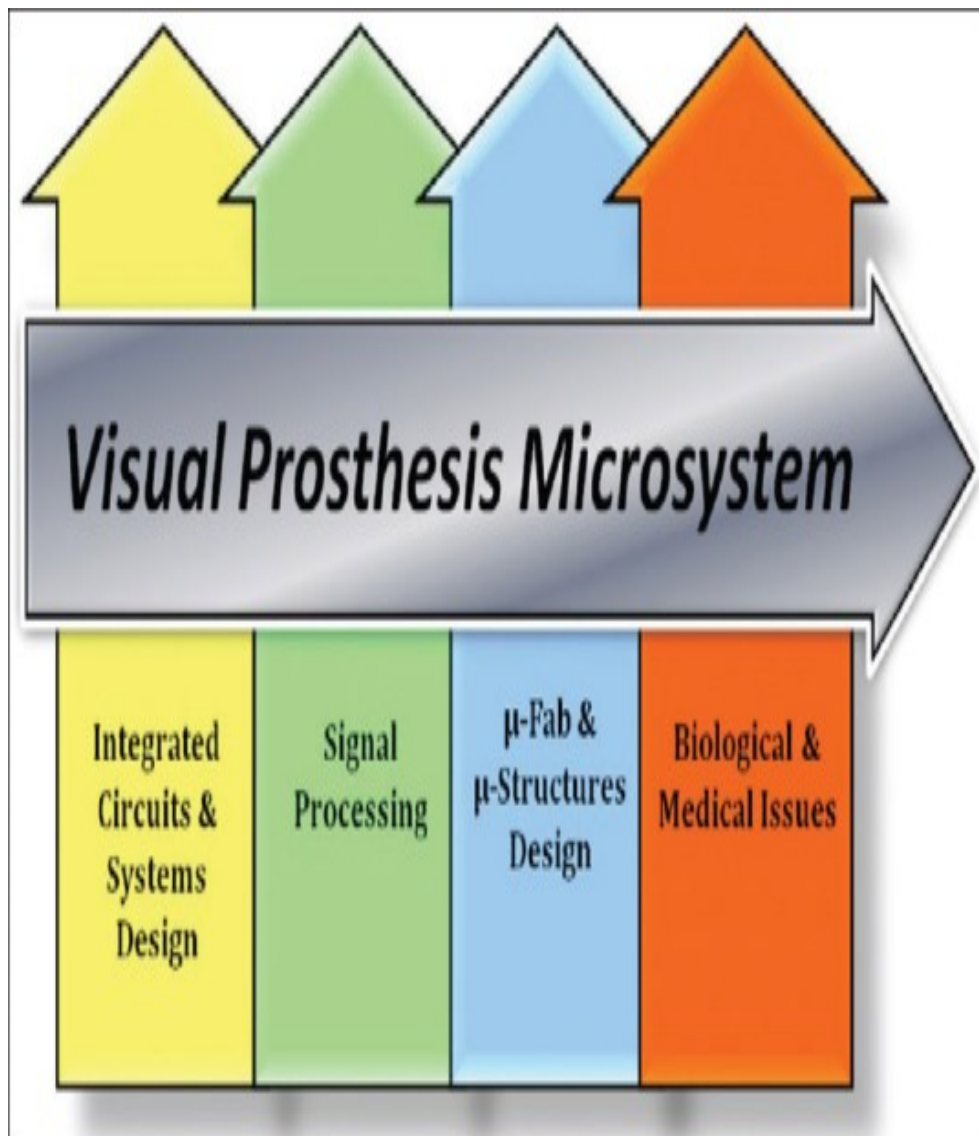 Visual Prosthesis Microsystem
Integrated
Circuits &
Systems
Design
Signal
Processing
μ-Fab &
μ-Structures
Design
Biological &
Medical Issues